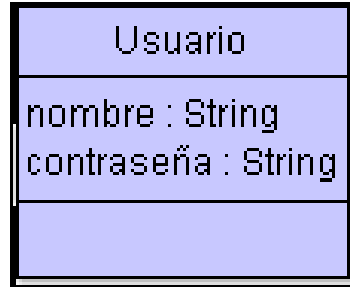 Usuario
nombre : String
contraseña : String